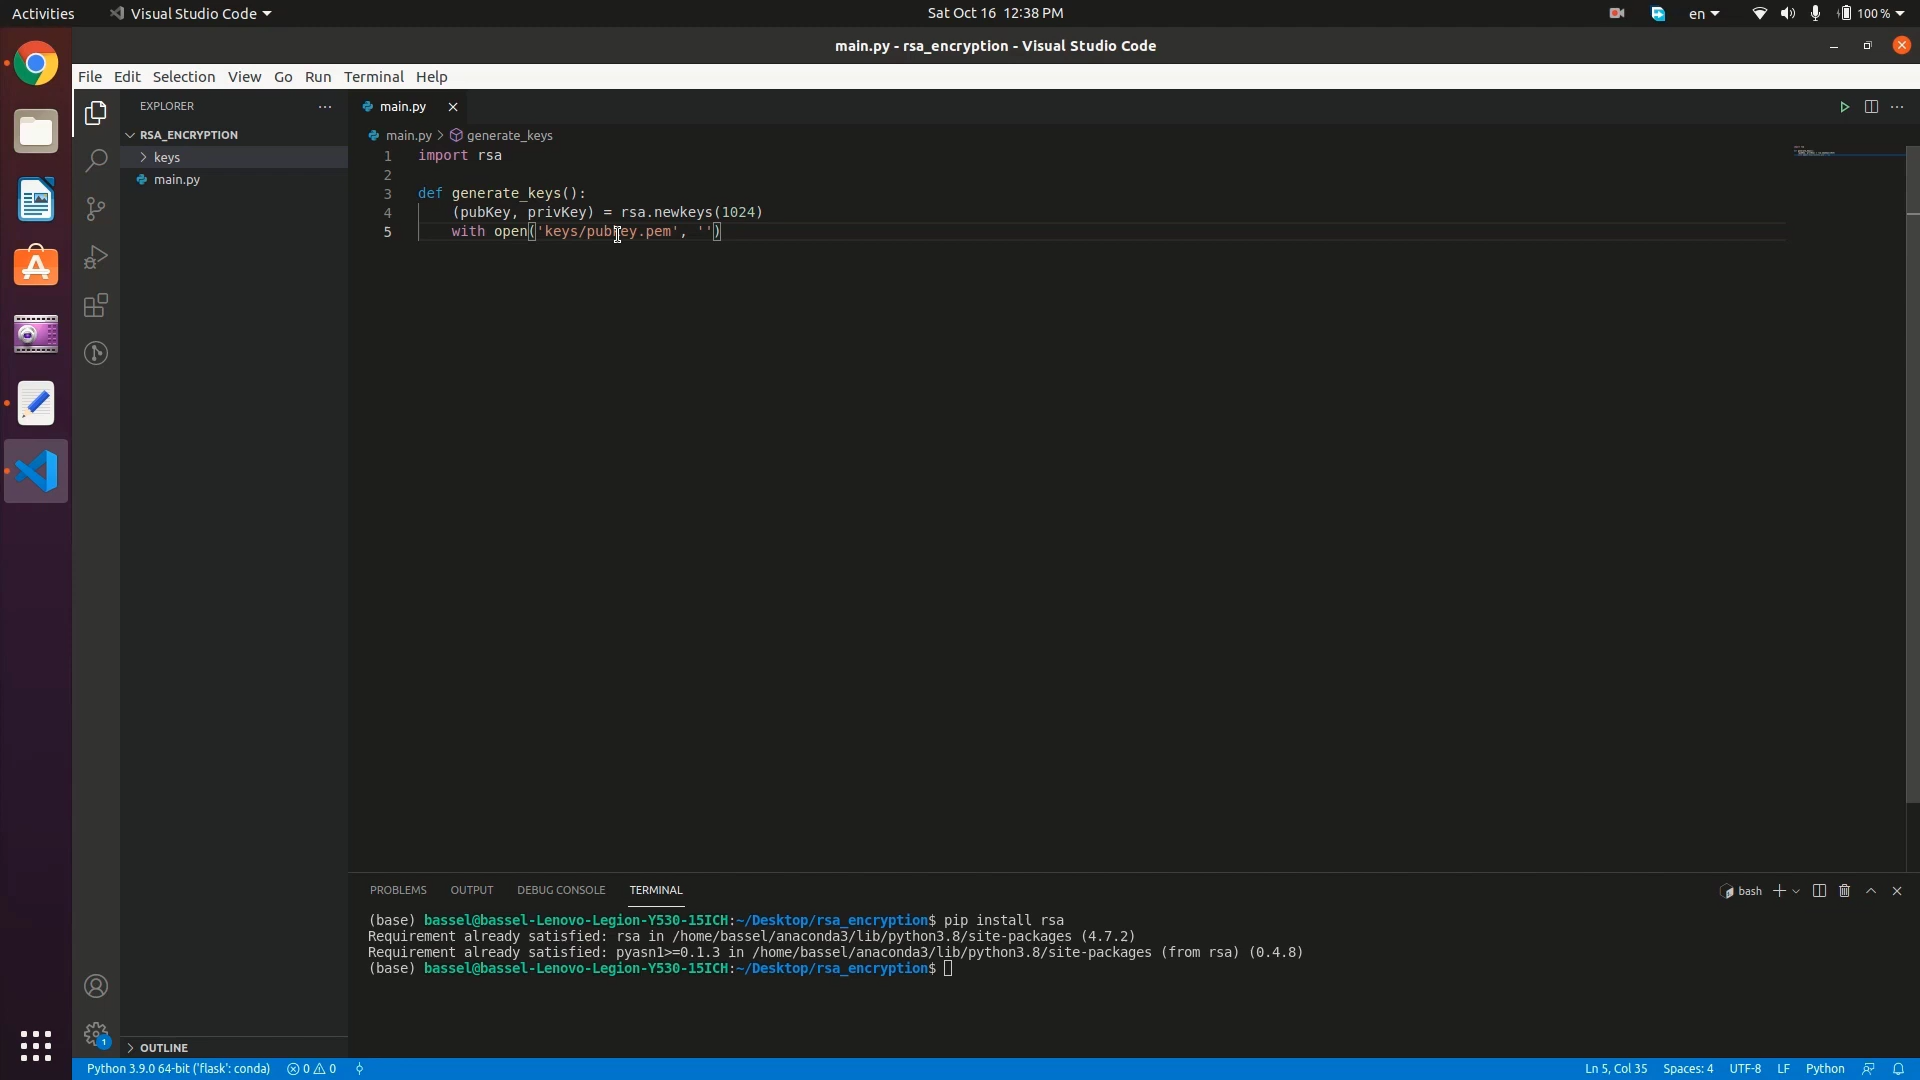 Activities
Visual Studio Code
Sat Oct 16 12:38 PM
en
100 %
main.py - rsa_encryption - Visual Studio Code
File Edit Selection View Go Run Terminal Help
EXPLORER
RSA_ENCRYPTION
keys
main.py
main.py
main.py > generate_keys
1 import rsa
2
3 def generate_keys():
4 (pubKey, privKey) = rsa.newkeys(1024)
5 with open('keys/pubkey.pem', '')
PROBLEMS OUTPUT DEBUG CONSOLE TERMINAL
bash
(base) bassel@bassel-Lenovo-Legion-Y530-15ICH:~/Desktop/rsa_encryption$ pip install rsa
Requirement already satisfied: rsa in /home/bassel/anaconda3/lib/python3.8/site-packages (4.7.2)
Requirement already satisfied: pyasn1>=0.1.3 in /home/bassel/anaconda3/lib/python3.8/site-packages (from rsa) (0.4.8)
(base) bassel@bassel-Lenovo-Legion-Y530-15ICH:~/Desktop/rsa_encryption$
1
OUTLINE
Python 3.9.0 64-bit ('flask': conda)
0 0
Ln 5, Col 35
Spaces: 4
UTF-8
LF
Python